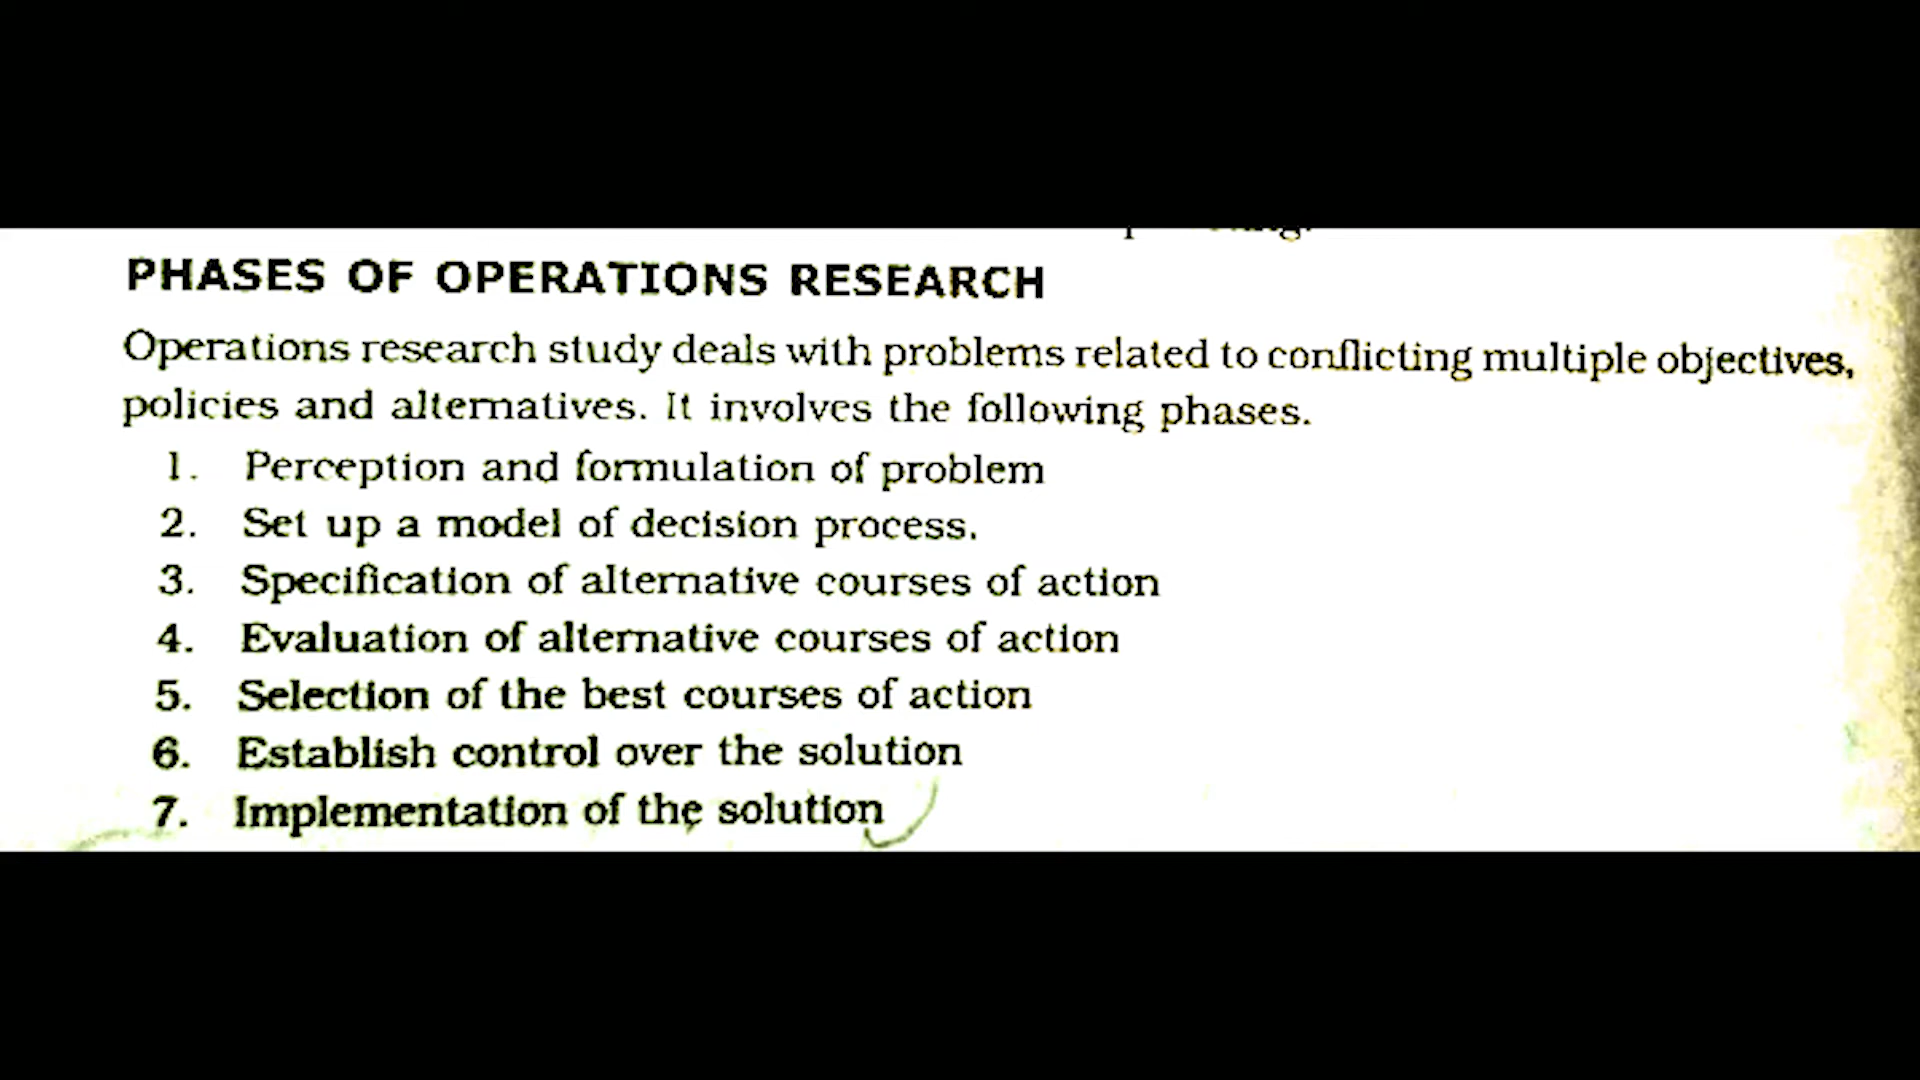 PHASES OF OPERATIONS RESEARCH
Operations research study deals with problems related to conflicting multiple objectives,
policies and alternatives. It involves the following phases.
1. Perception and formulation of problem
2. Set up a model of decision process.
3. Specification of alternative courses of action
4. Evaluation of alternative courses of action
5. Selection of the best courses of action
6. Establish control over the solution
7. Implementation of the solution